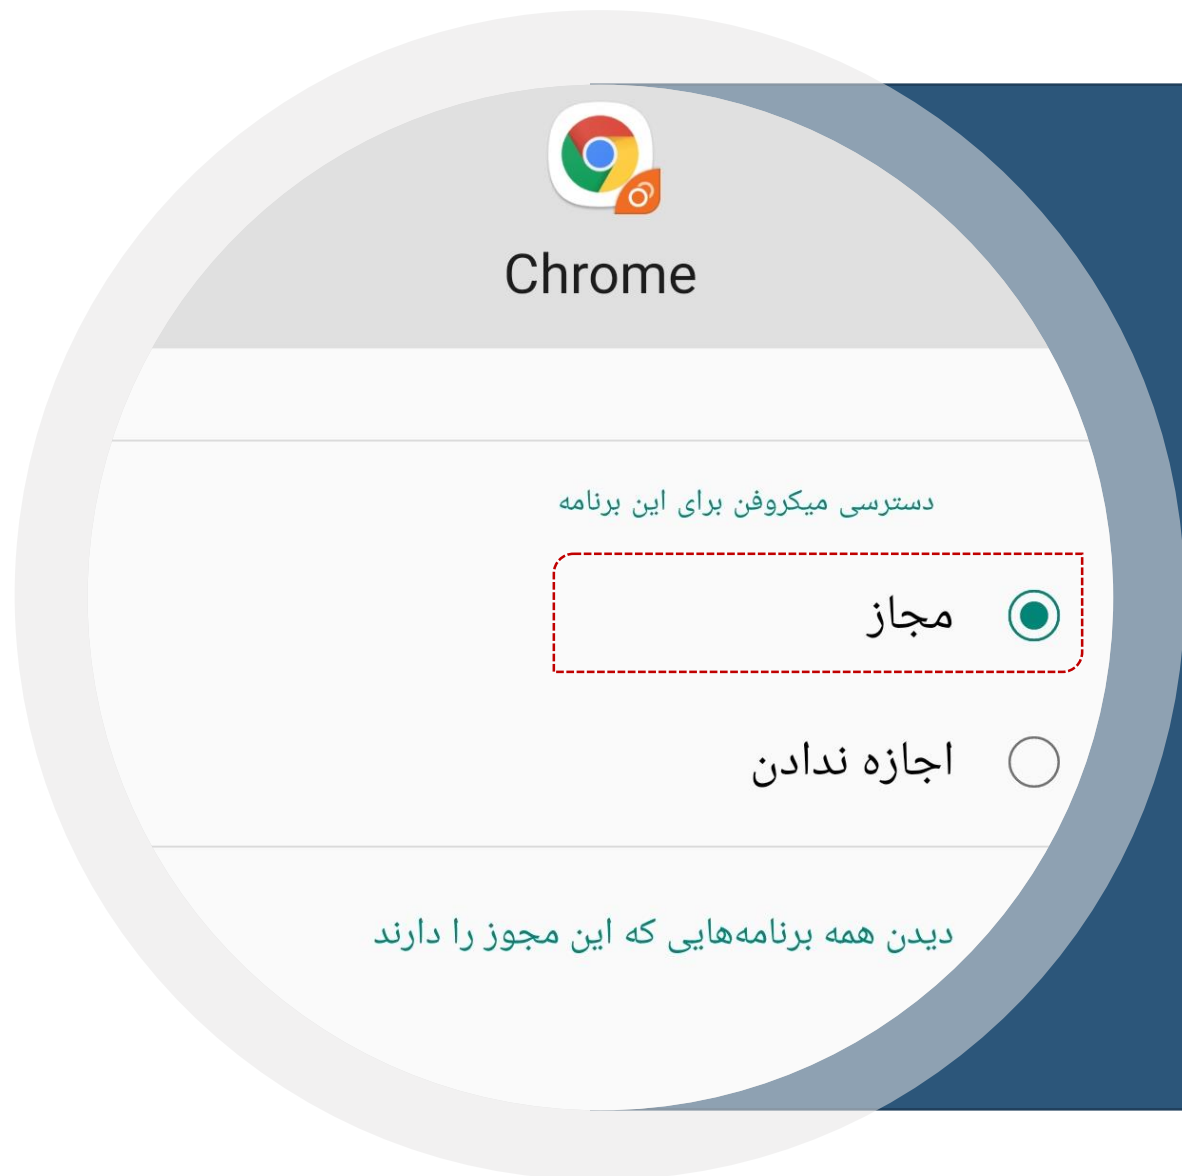 Chrome
دسترسی میکروفن برای این برنامه
مجاز
اجازه ندادن
دیدن همه برنامه‌هایی که این مجوز را دارند